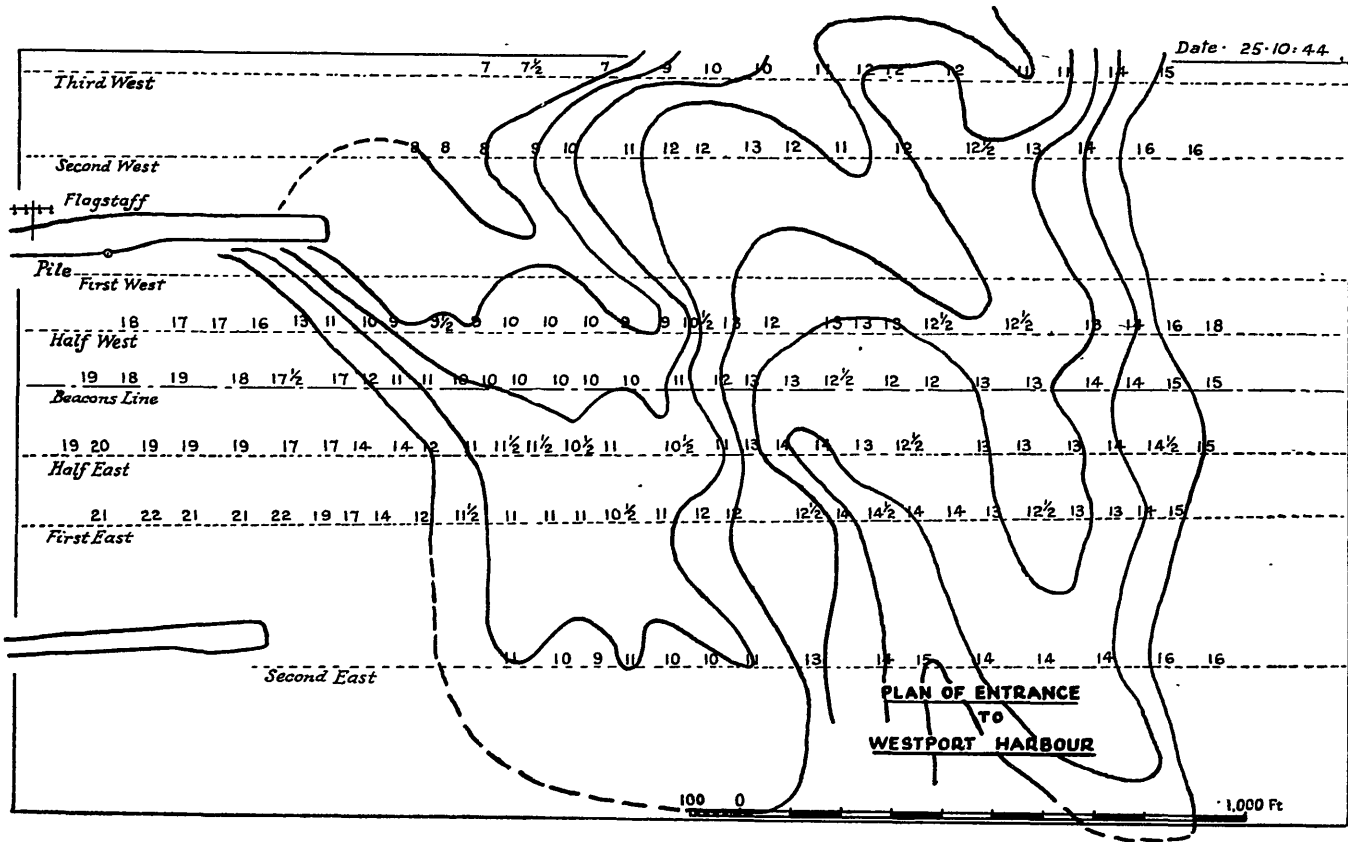 Date· 25·10:44
7 7½ 7 9 10 10 11 12 12 12 11 11 14 15
Third West
8 8 8 9 10 11 12 12 13 12 11 12 12½ 13 14 16 16
Second West
Flagstaff
Pile
First West
18 17 17 16 13 11 10 9 9½ 9 10 10 10 9 9 10½ 13 12 13 13 13 12½ 12½ 13 14 16 18
Half West
19 18 19 18 17½ 17 12 11 11 10 10 10 10 10 10 11 12 13 13 12½ 12 12 13 13 14 14 15 15
Beacons Line
19 20 19 19 19 17 17 14 14 12 11 11½ 11½ 10½ 11 10½ 11 13 14 14 13 12½ 13 13 13 14 14½ 15
Half East
21 22 21 21 22 19 17 14 12 11½ 11 11 11 10½ 11 12 12 12½ 14 14½ 14 14 13 12½ 13 13 14 15
First East
11 10 9 11 10 10 11 13 14 15 14 14 14 16 16
Second East
PLAN OF ENTRANCE
TO
WESTPORT HARBOUR
100 0 1,000 Ft